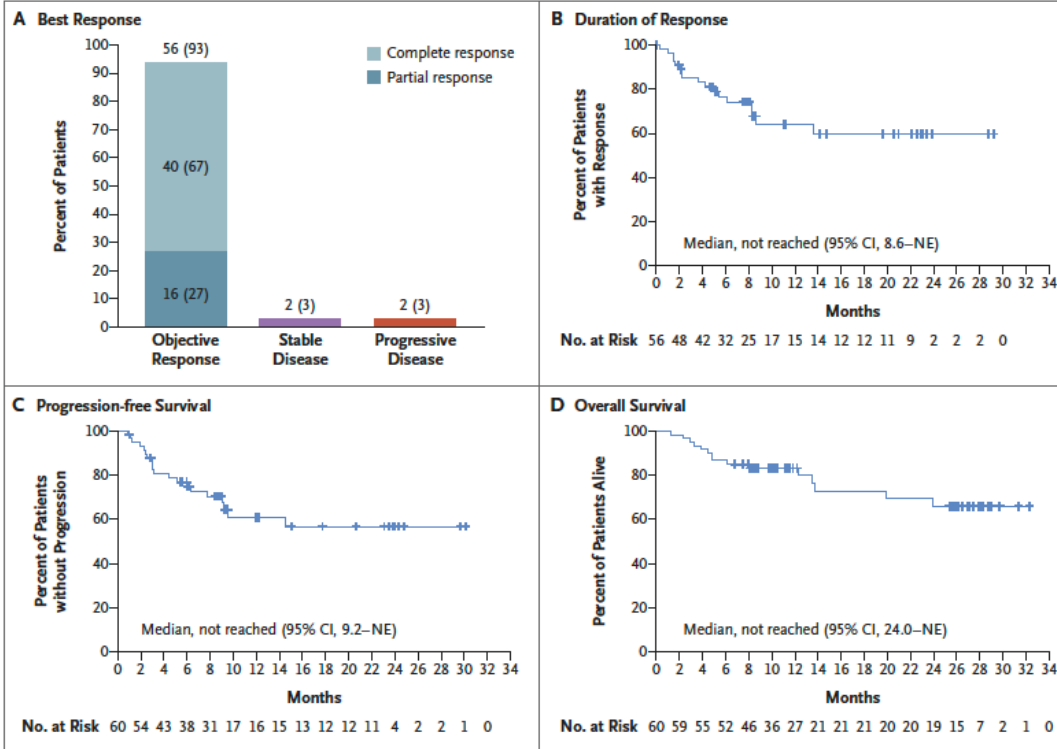 A Best Response
Percent of Patients
100
90
80
70
60
50
40
30
20
10
0
56 (93)
40 (67)
16 (27)
2 (3)
2 (3)
Complete response
Partial response
Objective
Response
Stable
Disease
Progressive
Disease
B Duration of Response
Percent of Patients
with Response
100
80
60
40
20
0
Median, not reached (95% CI, 8.6–NE)
0 2 4 6 8 10 12 14 16 18 20 22 24 26 28 30 32 34
Months
No. at Risk 56 48 42 32 25 17 15 14 12 12 11 9 2 2 2 0
C Progression-free Survival
Percent of Patients
without Progression
100
80
60
40
20
0
Median, not reached (95% CI, 9.2–NE)
0 2 4 6 8 10 12 14 16 18 20 22 24 26 28 30 32 34
Months
No. at Risk 60 54 43 38 31 17 16 15 13 12 12 11 4 2 2 1 0
D Overall Survival
Percent of Patients Alive
100
80
60
40
20
0
Median, not reached (95% CI, 24.0–NE)
0 2 4 6 8 10 12 14 16 18 20 22 24 26 28 30 32 34
Months
No. at Risk 60 59 55 52 46 36 27 21 21 21 20 20 19 15 7 2 1 0